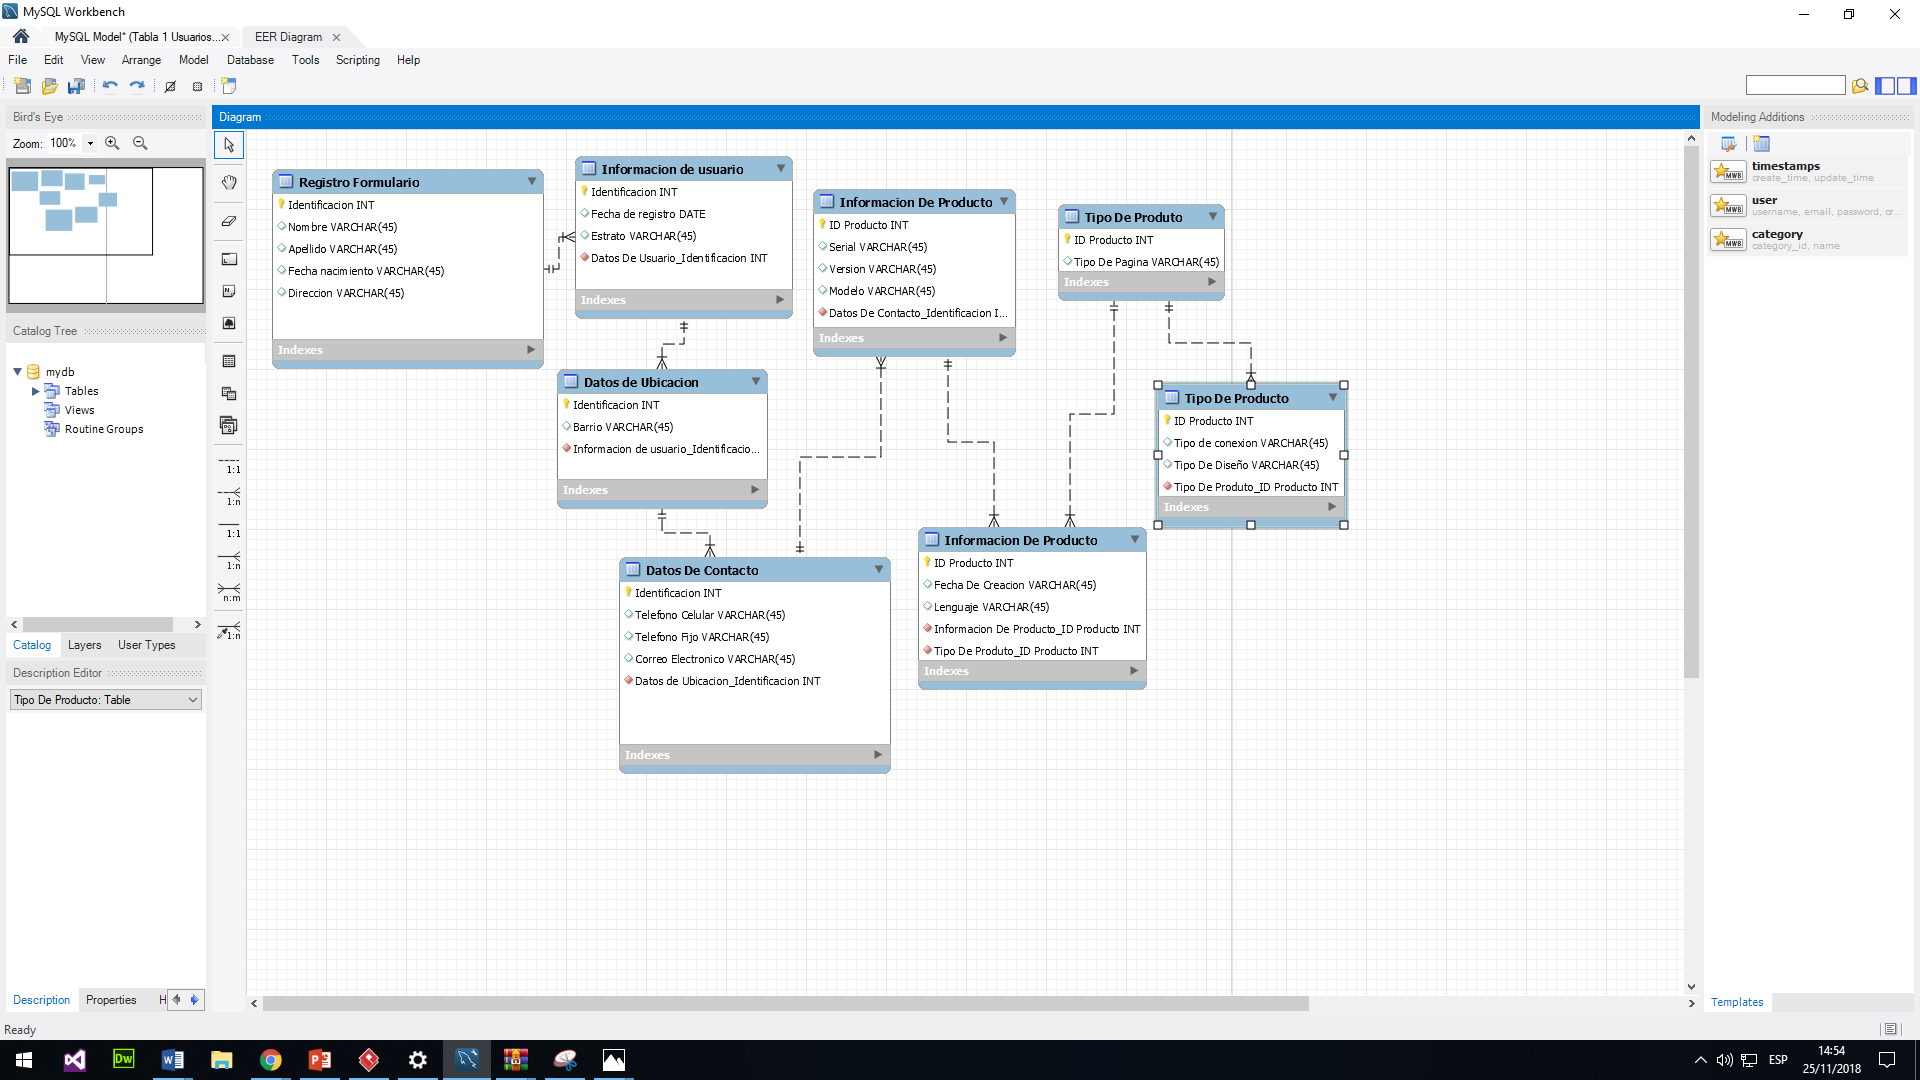 MySQL Workbench
MySQL Model* (Tabla 1 Usuarios...
EER Diagram
File Edit View Arrange Model Database Tools Scripting Help
Bird's Eye
Zoom: 100%
Catalog Tree
mydb
Tables
Views
Routine Groups
Catalog Layers User Types
Description Editor
Tipo De Producto: Table
Description Properties H
Ready
Diagram
1:1
1:n
1:1
1:n
n:m
1:n
Registro Formulario
Identificacion INT
Nombre VARCHAR(45)
Apellido VARCHAR(45)
Fecha nacimiento VARCHAR(45)
Direccion VARCHAR(45)
Indexes
Informacion de usuario
Identificacion INT
Fecha de registro DATE
Estrato VARCHAR(45)
Datos De Usuario_Identificacion INT
Indexes
Informacion De Producto
ID Producto INT
Serial VARCHAR(45)
Version VARCHAR(45)
Modelo VARCHAR(45)
Datos De Contacto_Identificacion I...
Indexes
Tipo De Produto
ID Producto INT
Tipo De Pagina VARCHAR(45)
Indexes
Datos de Ubicacion
Identificacion INT
Barrio VARCHAR(45)
Informacion de usuario_Identificacio...
Indexes
Tipo De Producto
ID Producto INT
Tipo de conexion VARCHAR(45)
Tipo De Diseño VARCHAR(45)
Tipo De Produto_ID Producto INT
Indexes
Datos De Contacto
Identificacion INT
Telefono Celular VARCHAR(45)
Telefono Fijo VARCHAR(45)
Correo Electronico VARCHAR(45)
Datos de Ubicacion_Identificacion INT
Indexes
Informacion De Producto
ID Producto INT
Fecha De Creacion VARCHAR(45)
Lenguaje VARCHAR(45)
Informacion De Producto_ID Producto INT
Tipo De Produto_ID Producto INT
Indexes
Modeling Additions
MWB
timestamps
create_time, update_time
MWB
user
username, email, password, cr...
MWB
category
category_id, name
Templates
Dw
ESP
14:54
25/11/2018